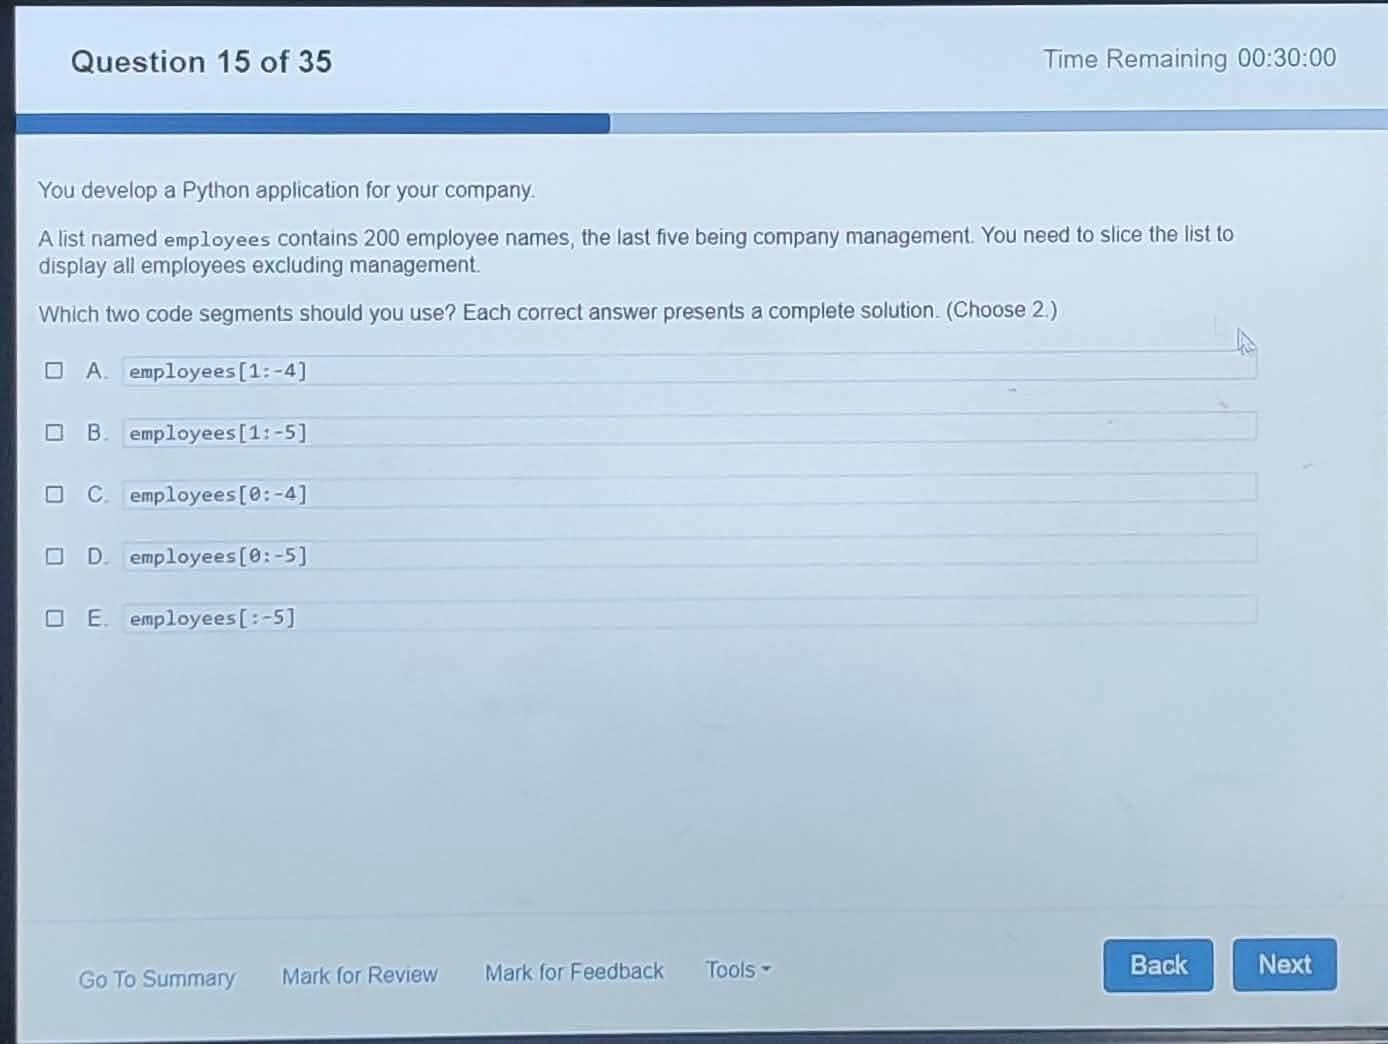 Question 15 of 35
Time Remaining 00:30:00
You develop a Python application for your company.
A list named employees contains 200 employee names, the last five being company management. You need to slice the list to
display all employees excluding management.
Which two code segments should you use? Each correct answer presents a complete solution. (Choose 2.)
A. employees[1:-4]
B. employees[1:-5]
C. employees[0:-4]
D. employees[0:-5]
E. employees[:-5]
Go To Summary Mark for Review Mark for Feedback Tools Back Next